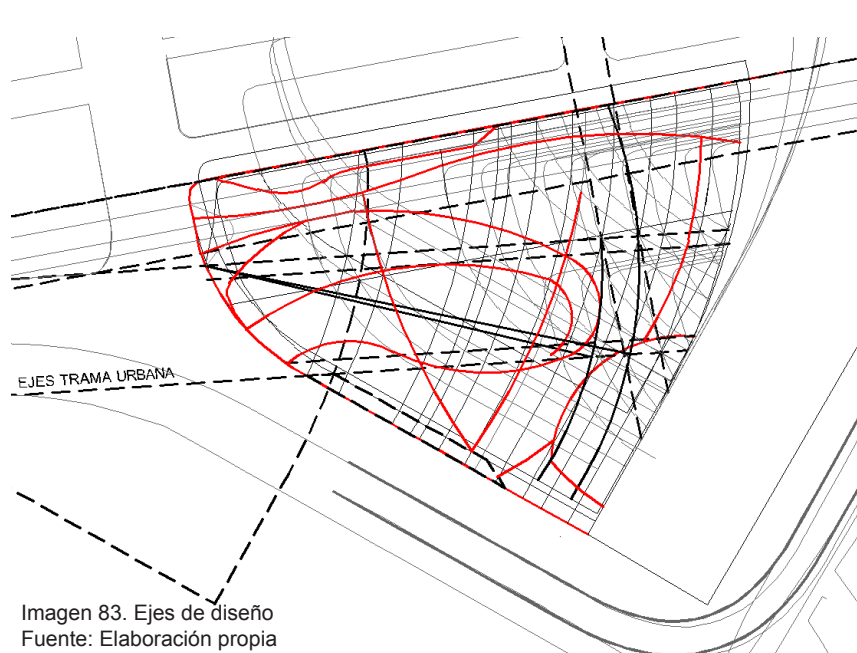 EJES TRAMA URBANA
Imagen 83. Ejes de diseño
Fuente: Elaboración propia